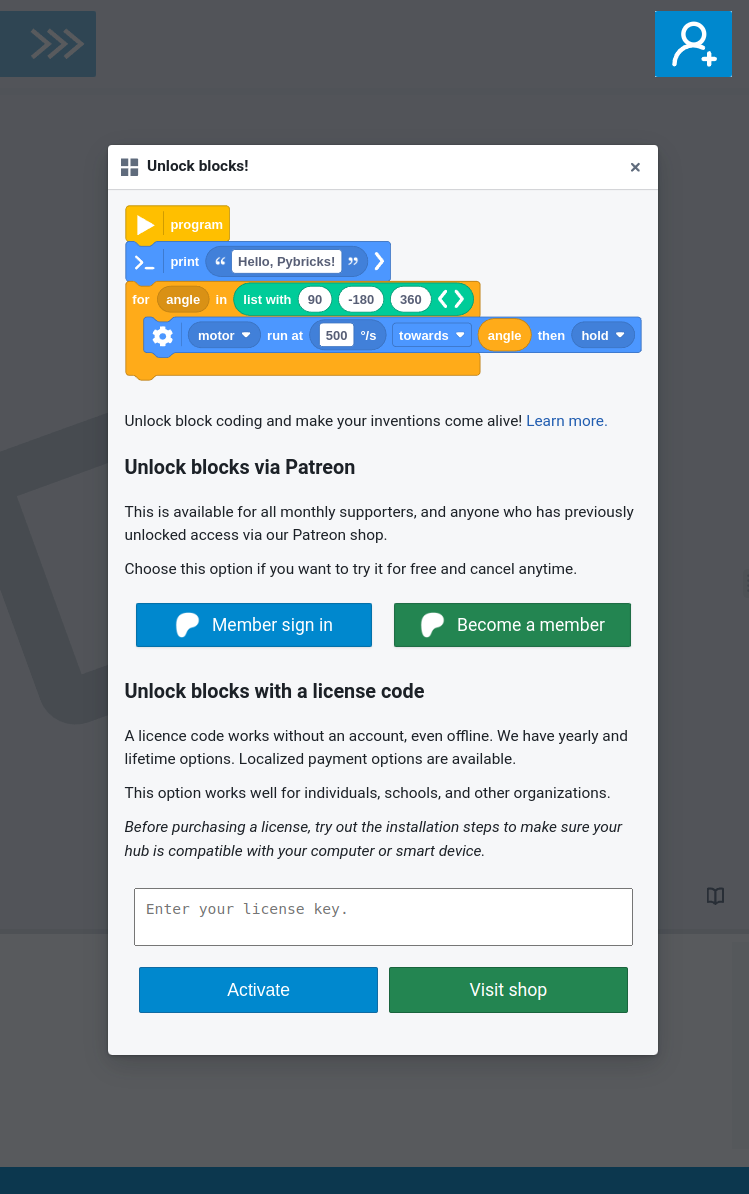 Unlock blocks!
program
print “ Hello, Pybricks! ”
for angle in list with 90 -180 360
motor run at 500 °/s towards angle then hold
Unlock block coding and make your inventions come alive! Learn more.
Unlock blocks via Patreon
This is available for all monthly supporters, and anyone who has previously
unlocked access via our Patreon shop.
Choose this option if you want to try it for free and cancel anytime.
Member sign in
Become a member
Unlock blocks with a license code
A licence code works without an account, even offline. We have yearly and
lifetime options. Localized payment options are available.
This option works well for individuals, schools, and other organizations.
Before purchasing a license, try out the installation steps to make sure your
hub is compatible with your computer or smart device.
Enter your license key.
Activate
Visit shop